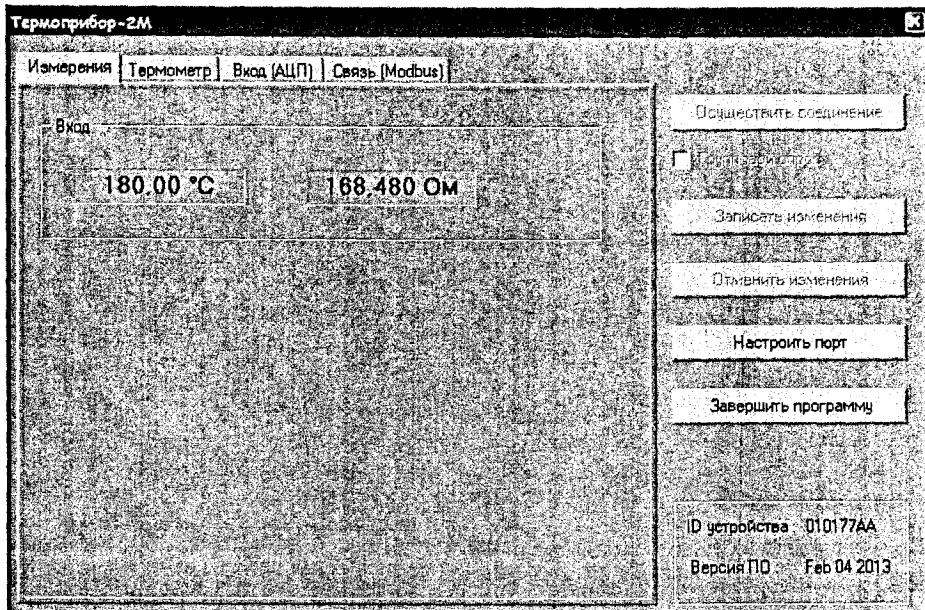 Термоприбор-2М
Измерения Термометр Вход (АЦП) Связь (Modbus)
Вход
180.00 °C 168.480 Ом
Осуществить соединение
Записать изменения
Отменить изменения
Настроить порт
Завершить программу
ID устройства 010177AA
Версия ПО Feb 04 2013